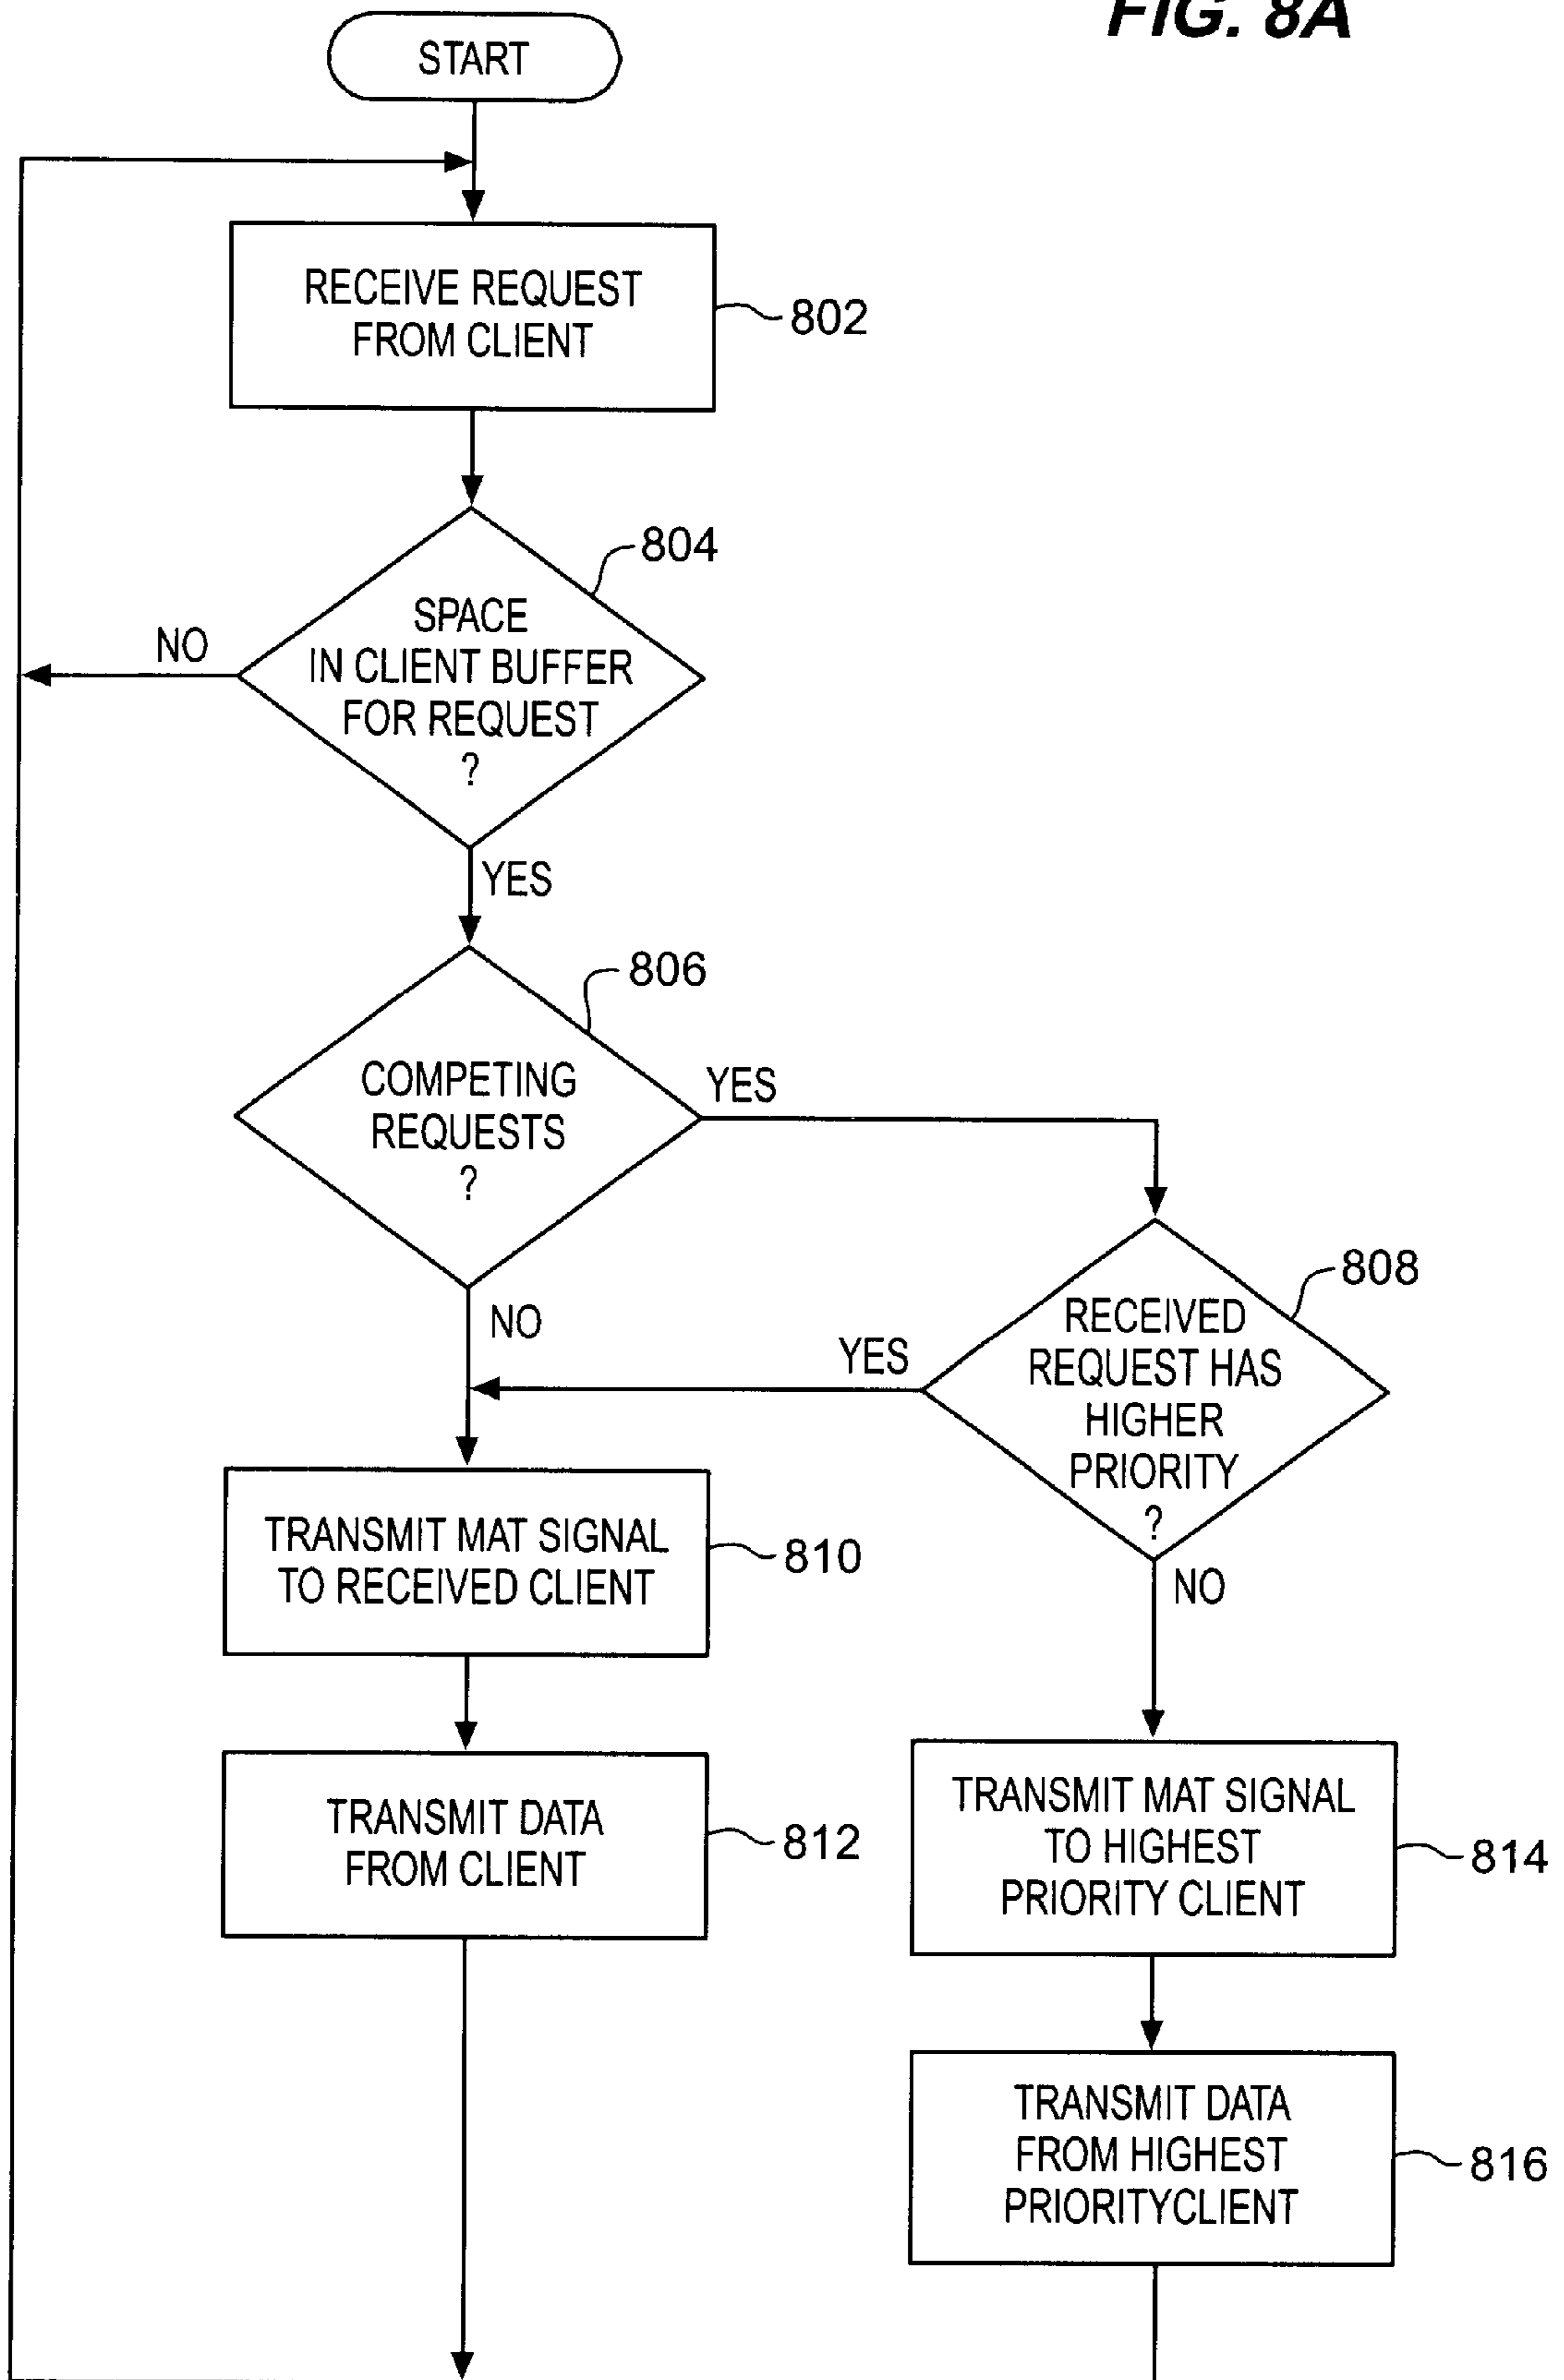 FIG. 8A
START
RECEIVE REQUEST
FROM CLIENT
802
804
SPACE
IN CLIENT BUFFER
FOR REQUEST
?
NO
YES
806
COMPETING
REQUESTS
?
YES
NO
808
RECEIVED
REQUEST HAS
HIGHER
PRIORITY
?
YES
NO
TRANSMIT MAT SIGNAL
TO RECEIVED CLIENT
810
TRANSMIT DATA
FROM CLIENT
812
TRANSMIT MAT SIGNAL
TO HIGHEST
PRIORITY CLIENT
814
TRANSMIT DATA
FROM HIGHEST
PRIORITYCLIENT
816